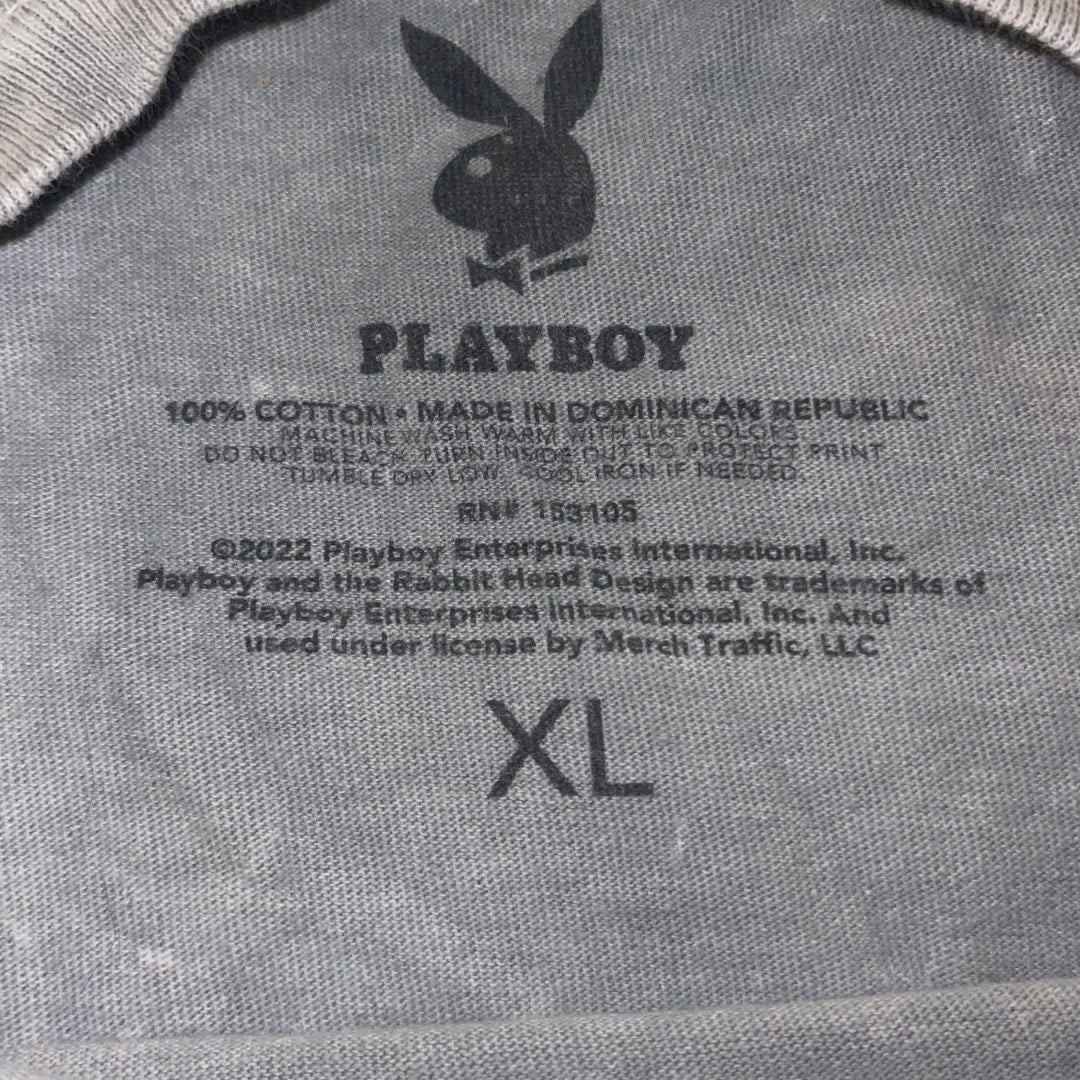 PLAYBOY
100% COTTON • MADE IN DOMINICAN REPUBLIC
MACHINE WASH WARM WITH LIKE COLORS
DO NOT BLEACH. TURN INSIDE OUT TO PROTECT PRINT
TUMBLE DRY LOW. COOL IRON IF NEEDED.
RN# 153105
©2022 Playboy Enterprises International, Inc.
Playboy and the Rabbit Head Design are trademarks of
Playboy Enterprises International, Inc. And
used under license by Merch Traffic, LLC
XL